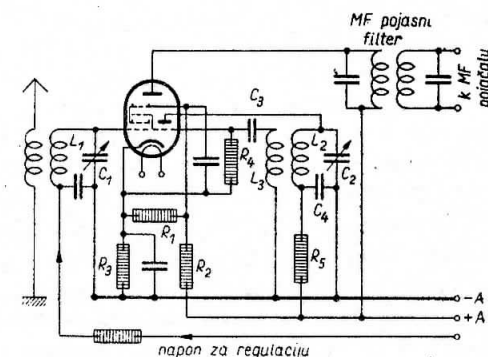 MF pojasni
filter
k MF
pojačalu
L1
C1
C3
R4
L3
L2
C2
C4
R1
R3
R2
R5
-A
+A
napon za regulaciju